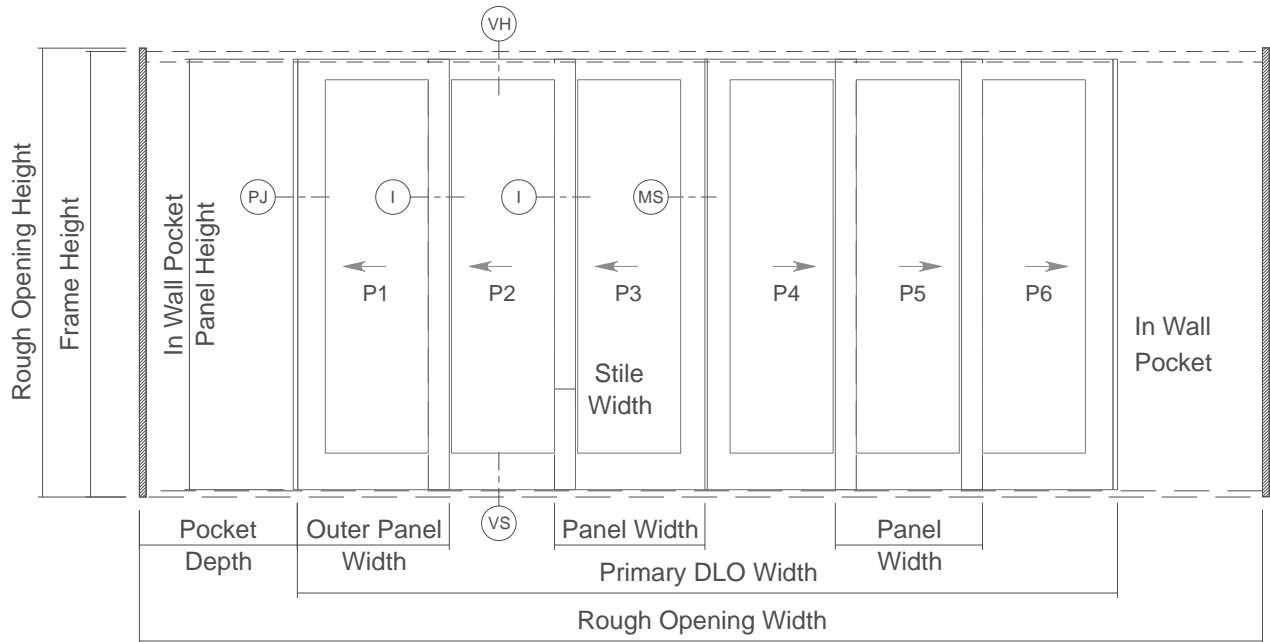 VH
Rough Opening Height
Frame Height
In Wall Pocket
Panel Height
PJ
I
I
MS
P1
P2
P3
P4
P5
P6
In Wall
Pocket
Stile
Width
VS
Pocket
Depth
Outer Panel
Width
Panel Width
Panel
Width
Primary DLO Width
Rough Opening Width